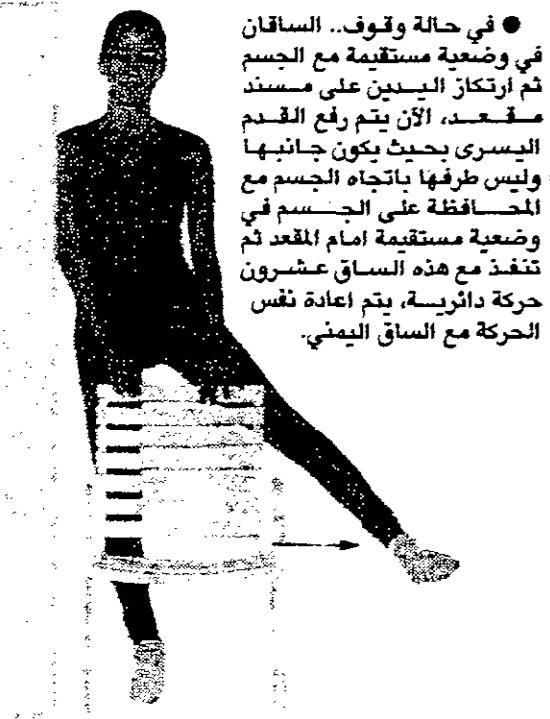 ● في حالة وقوف.. الساقان
في وضعية مستقيمة مع الجسم
ثم ارتكاز اليدين على مسند
مقعد، الآن يتم رفع القدم
اليسرى بحيث يكون جانبها
وليس طرفها باتجاه الجسم مع
المحافظة على الجسم في
وضعية مستقيمة امام المقعد ثم
تنفذ مع هذه الساق عشرون
حركة دائرية، يتم اعادة نفس
الحركة مع الساق اليمني.